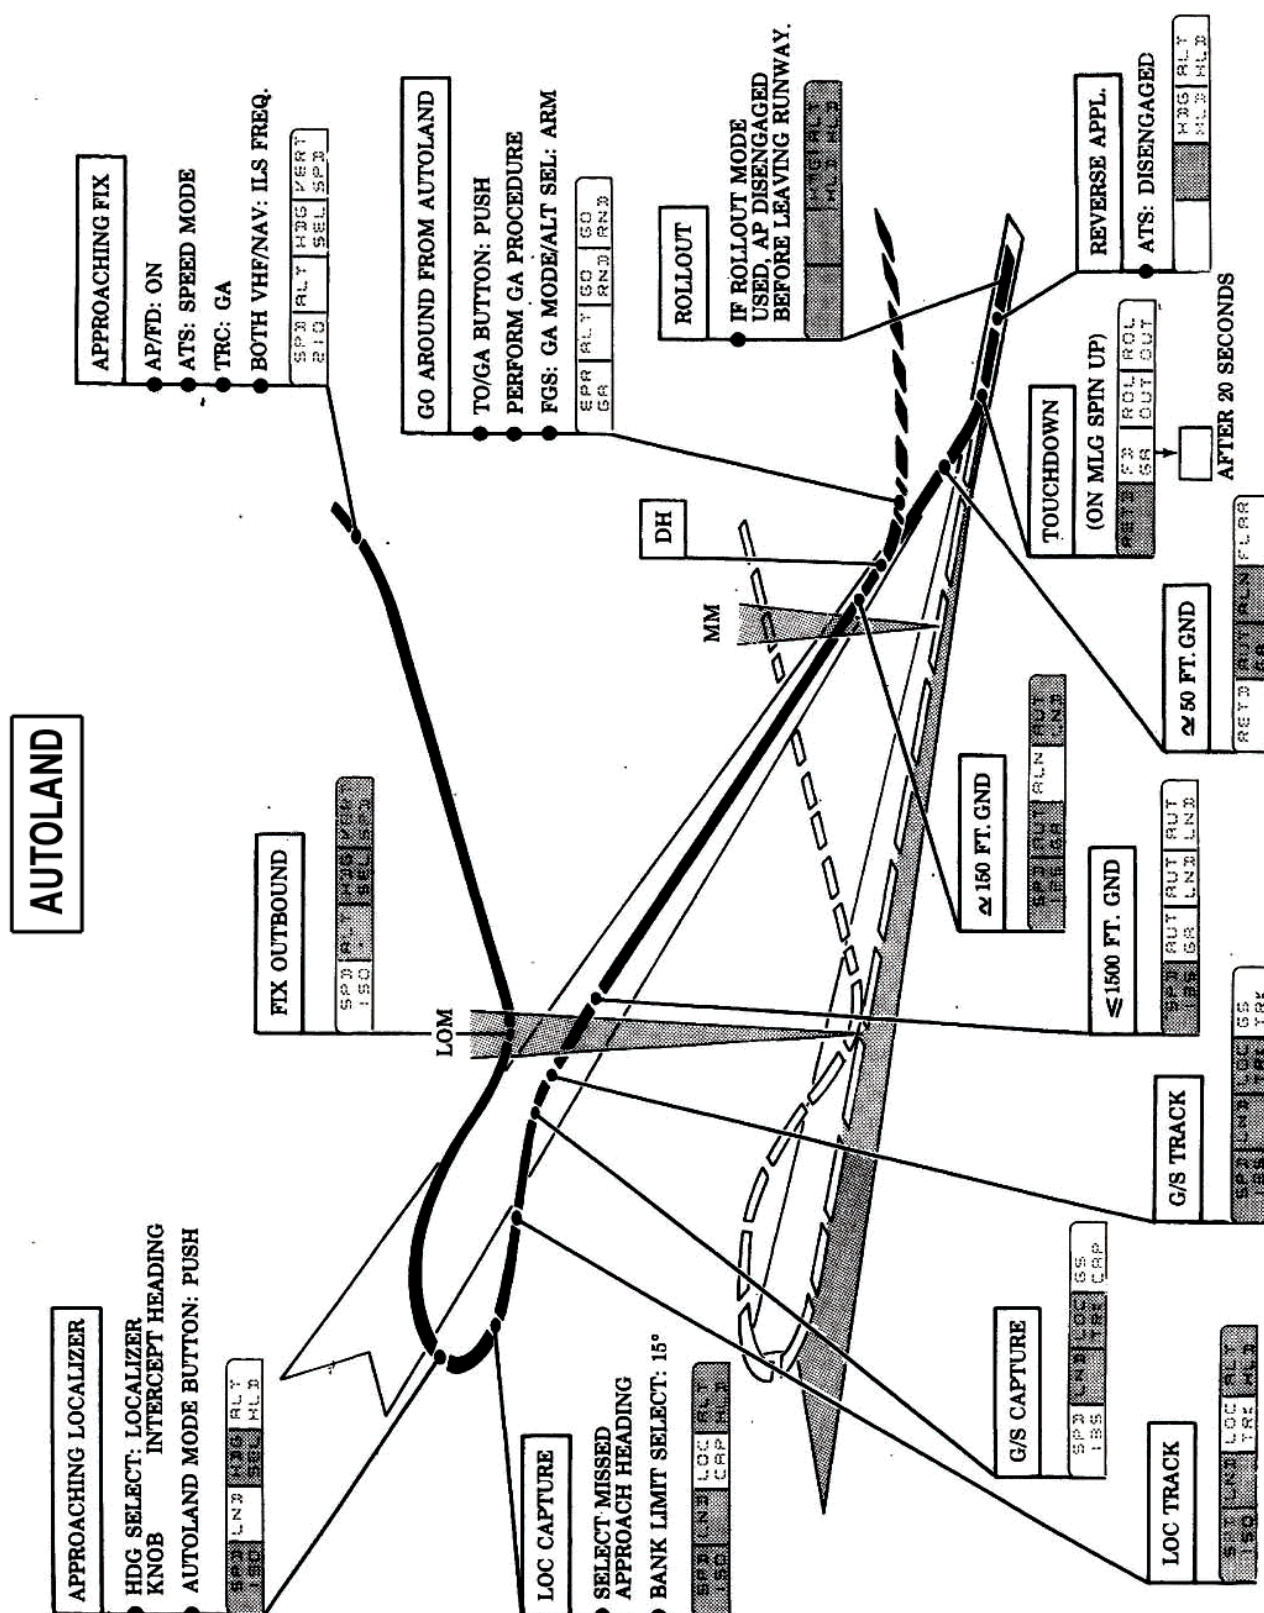 AUTOLAND
APPROACHING LOCALIZER
HDG SELECT: LOCALIZER
KNOB INTERCEPT HEADING
AUTOLAND MODE BUTTON: PUSH
SPD LND HDG ALT
150 SEL HLD
FIX OUTBOUND
SPD ALT HDG VERT
150 SEL SPD
APPROACHING FIX
AP/FD: ON
ATS: SPEED MODE
TRC: GA
BOTH VHF/NAV: ILS FREQ.
SPD ALT HDG VERT
210 SEL SPD
LOM
GO AROUND FROM AUTOLAND
TO/GA BUTTON: PUSH
PERFORM GA PROCEDURE
FGS: GA MODE/ALT SEL: ARM
EPR ALT GO GO
GA RND RND
LOC CAPTURE
SELECT MISSED
APPROACH HEADING
BANK LIMIT SELECT: 15°
SPD LND LOC ALT
150 CAP HLD
DH
MM
ROLLOUT
IF ROLLOUT MODE
USED, AP DISENGAGED
BEFORE LEAVING RUNWAY.
HDG ALT
HLD HLD
G/S CAPTURE
SPD LND LOC GS
135 TRK CAP
≃150 FT. GND
SPD AUT ALN AUT
135 GA LND
TOUCHDOWN
(ON MLG SPIN UP)
RETD FD ROL ROL
GA OUT OUT
AFTER 20 SECONDS
REVERSE APPL.
ATS: DISENGAGED
HDG ALT
HLD HLD
LOC TRACK
SPD LND LOC ALT
150 TRK HLD
G/S TRACK
SPD LND LOC GS
135 TRK TRK
≤1500 FT. GND
SPD AUT AUT AUT
135 GA LND LND
≃50 FT. GND
RETD AUT ALN FLAR
GA